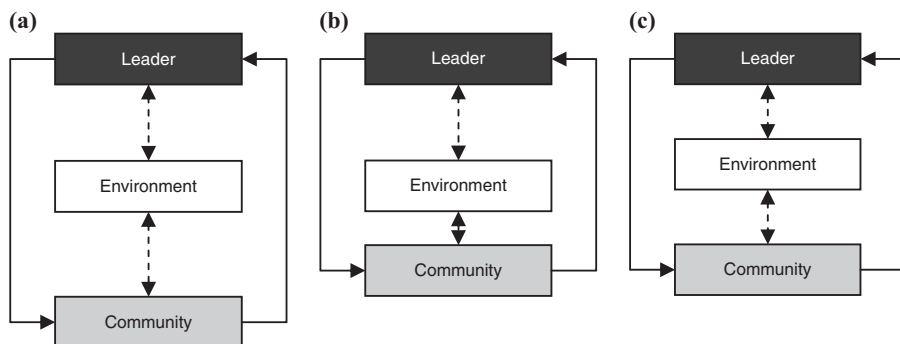 (a)
Leader
Environment
Community
(b)
Leader
Environment
Community
(c)
Leader
Environment
Community